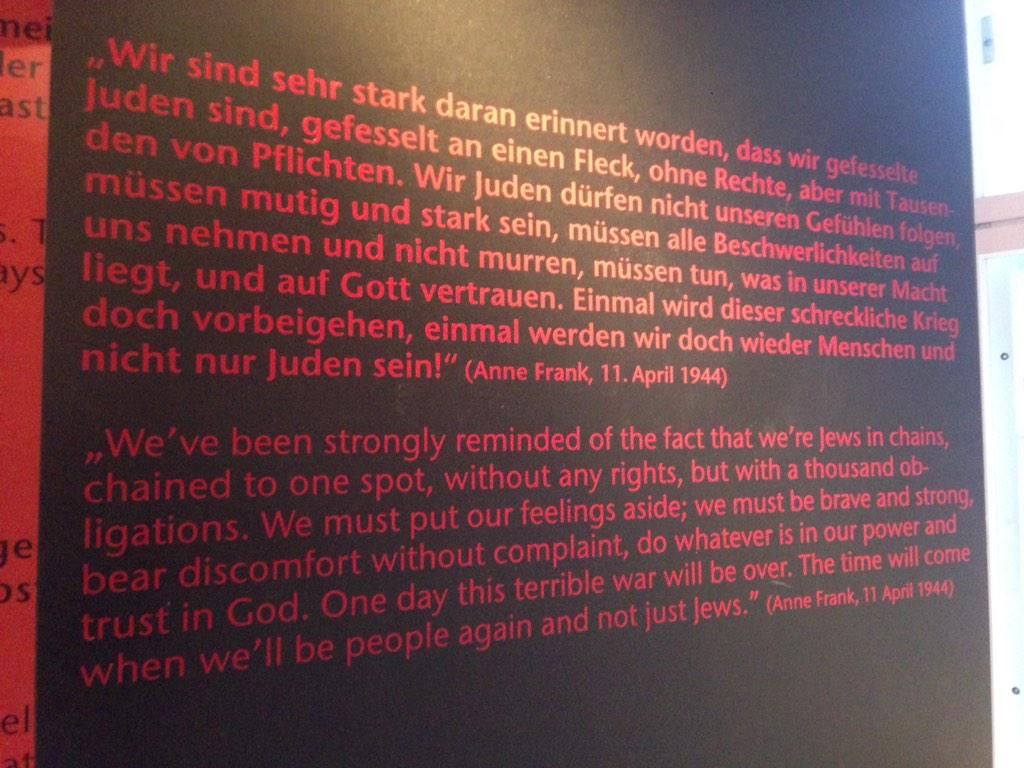 mei
„Wir sind sehr stark daran erinnert worden, dass wir gefesselte
ler
Juden sind, gefesselt an einen Fleck, ohne Rechte, aber mit Tausen-
ast
den von Pflichten. Wir Juden dürfen nicht unseren Gefühlen folgen,
müssen mutig und stark sein, müssen alle Beschwerlichkeiten auf
s. T
uns nehmen und nicht murren, müssen tun, was in unserer Macht
ays
liegt, und auf Gott vertrauen. Einmal wird dieser schreckliche Krieg
doch vorbeigehen, einmal werden wir doch wieder Menschen und
nicht nur Juden sein!“ (Anne Frank, 11. April 1944)
„We’ve been strongly reminded of the fact that we’re Jews in chains,
chained to one spot, without any rights, but with a thousand ob-
ligations. We must put our feelings aside; we must be brave and strong,
ge
bear discomfort without complaint, do whatever is in our power and
os
trust in God. One day this terrible war will be over. The time will come
when we’ll be people again and not just Jews.” (Anne Frank, 11 April 1944)
el
at